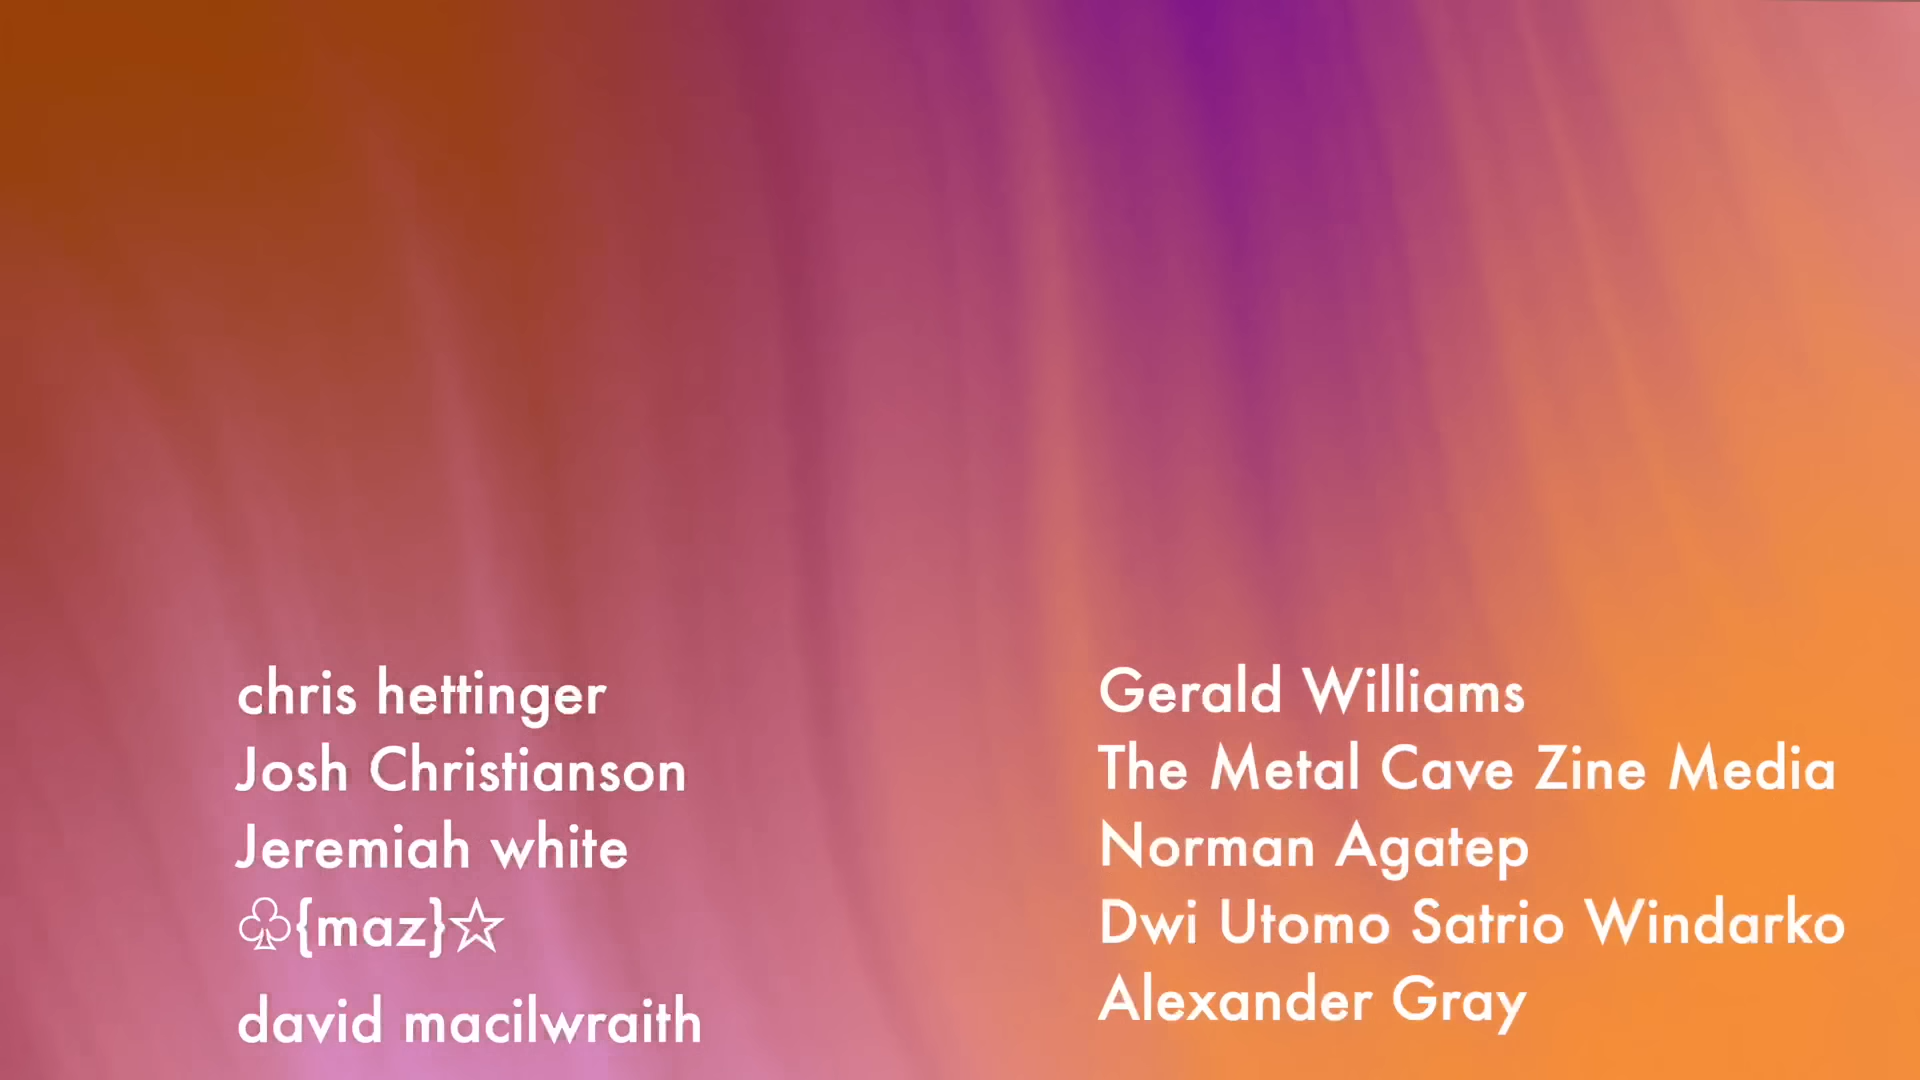 chris hettinger
Josh Christianson
Jeremiah white
♧{maz}☆
david macilwraith
Gerald Williams
The Metal Cave Zine Media
Norman Agatep
Dwi Utomo Satrio Windarko
Alexander Gray